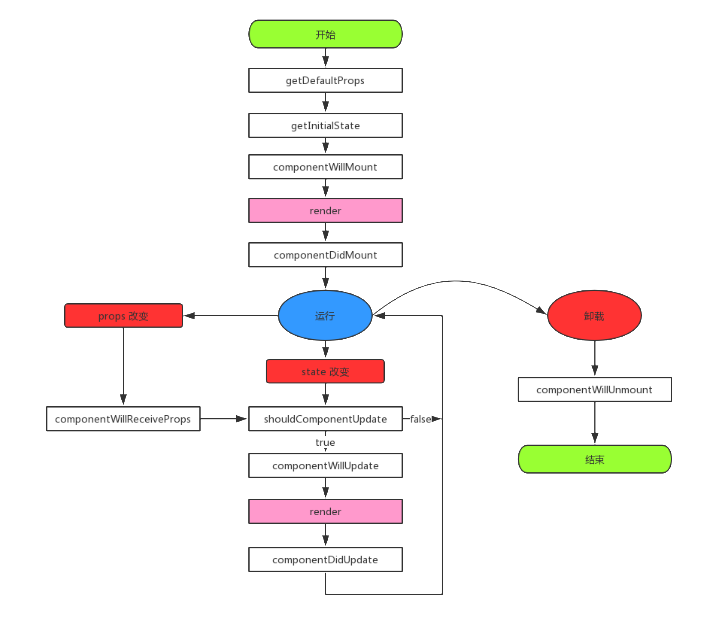 开始
getDefaultProps
getInitialState
componentWillMount
render
componentDidMount
props 改变
运行
卸载
state 改变
componentWillUnmount
componentWillReceiveProps
shouldComponentUpdate
false
true
componentWillUpdate
结束
render
componentDidUpdate